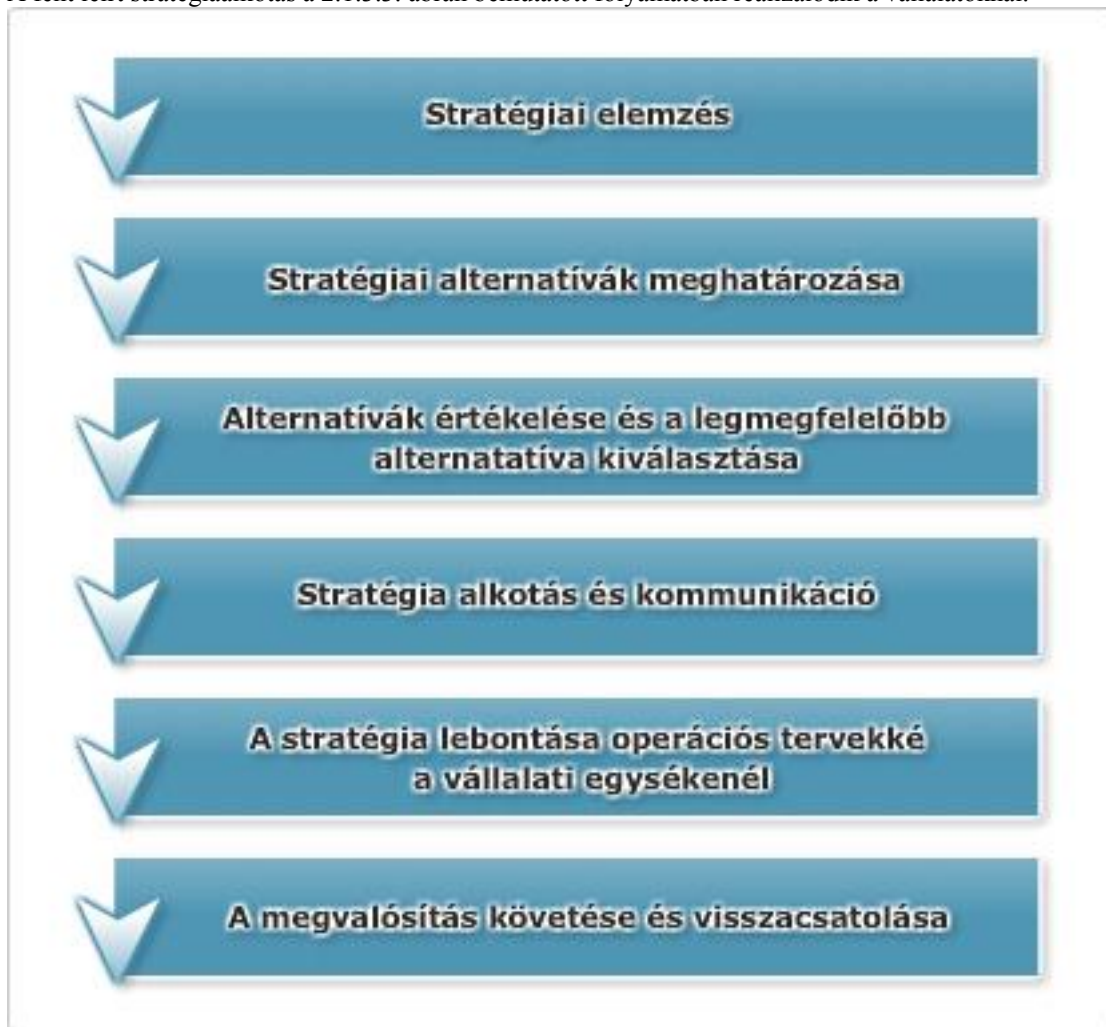 Stratégiai elemzés
Stratégiai alternatívák meghatározása
Alternatívák értékelése és a legmegfelelőbb
alternatatíva kiválasztása
Stratégia alkotás és kommunikáció
A stratégia lebontása operációs tervekké
a vállalati egysékenél
A megvalósítás követése és visszacsatolása